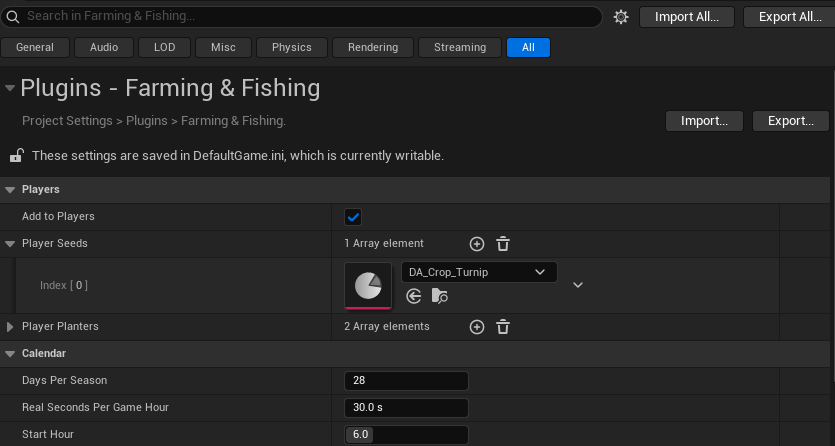 Search in Farming & Fishing...
Import All...
Export All...
General
Audio
LOD
Misc
Physics
Rendering
Streaming
All
Plugins - Farming & Fishing
Project Settings > Plugins > Farming & Fishing.
Import...
Export...
These settings are saved in DefaultGame.ini, which is currently writable.
Players
Add to Players
Player Seeds
1 Array element
Index [ 0 ]
DA_Crop_Turnip
Player Planters
2 Array elements
Calendar
Days Per Season
28
Real Seconds Per Game Hour
30.0 s
Start Hour
6.0